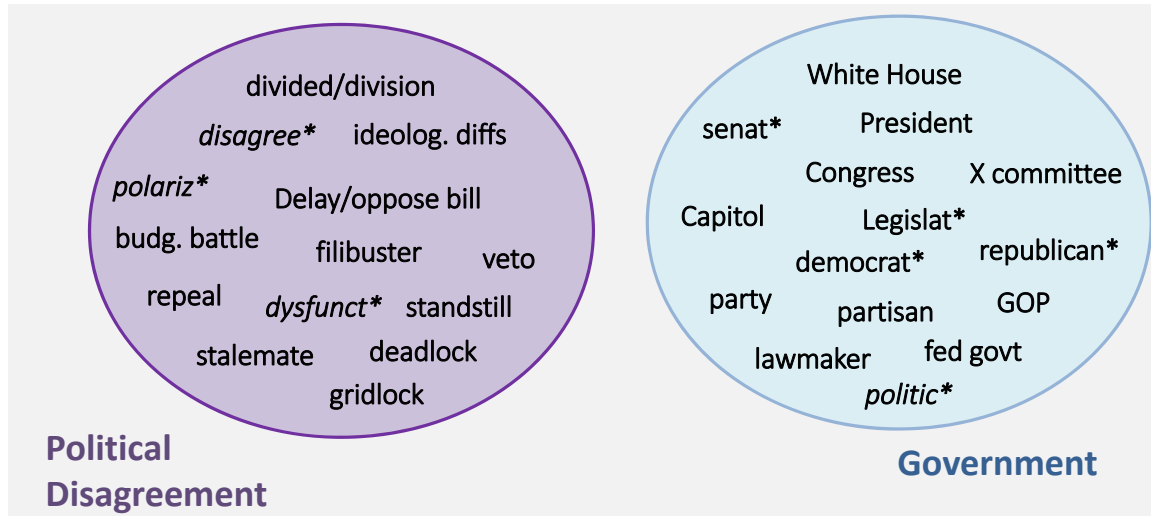 divided/division
disagree* ideolog. diffs
polariz*
Delay/oppose bill
budg. battle
filibuster
veto
repeal
dysfunct* standstill
stalemate
deadlock
gridlock
Political
Disagreement
White House
senat*
President
Congress
X committee
Capitol
Legislat*
democrat*
republican*
party
partisan
GOP
lawmaker
fed govt
politic*
Government